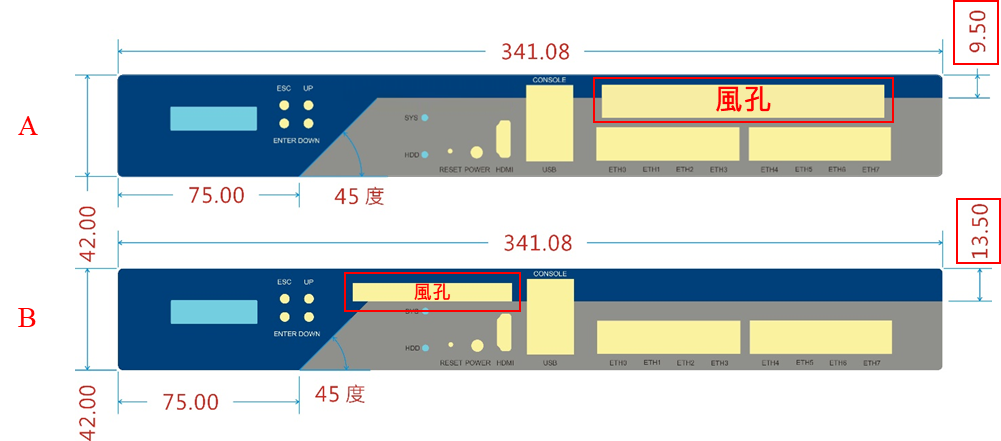 341.08
9.50
A
CONSOLE
ESC UP
風孔
SYS
ENTER DOWN
HDD
RESET POWER HDMI USB ETH0 ETH1 ETH2 ETH3 ETH4 ETH5 ETH6 ETH7
75.00
45 度
42.00
341.08
13.50
B
CONSOLE
ESC UP
風孔
SYS
ENTER DOWN
HDD
RESET POWER HDMI USB ETH0 ETH1 ETH2 ETH3 ETH4 ETH5 ETH6 ETH7
75.00
45 度
42.00